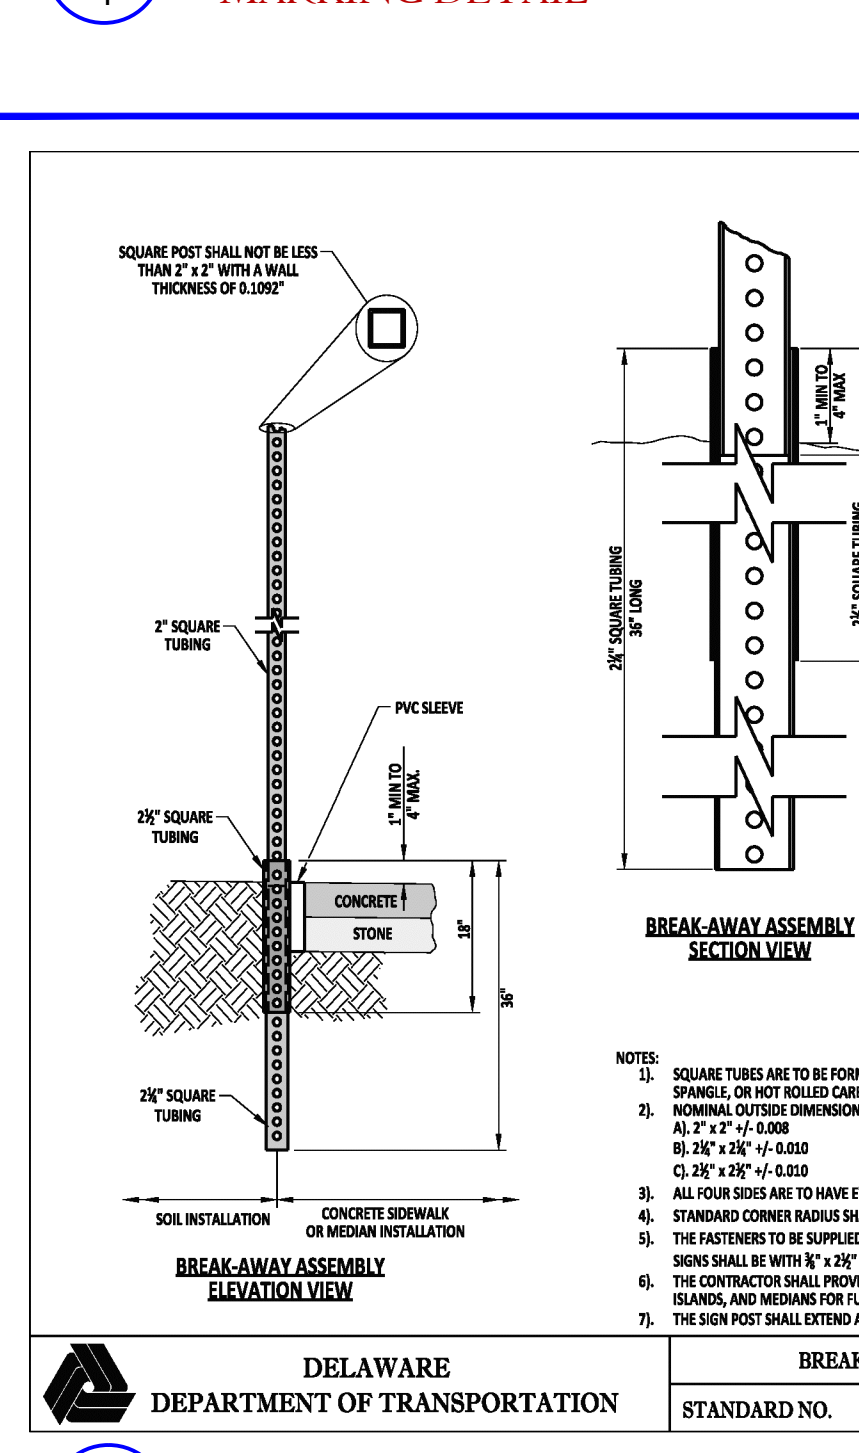 MARKING DETAIL
SQUARE POST SHALL NOT BE LESS
THAN 2" x 2" WITH A WALL
THICKNESS OF 0.1092"
2" SQUARE
TUBING
PVC SLEEVE
1" MIN TO
4" MAX.
2½" SQUARE
TUBING
CONCRETE
STONE
18"
36"
2¼" SQUARE
TUBING
SOIL INSTALLATION
CONCRETE SIDEWALK
OR MEDIAN INSTALLATION
BREAK-AWAY ASSEMBLY
ELEVATION VIEW
1" MIN TO
4" MAX
2¼" SQUARE TUBING
36" LONG
SQUARE TUBING
BREAK-AWAY ASSEMBLY
SECTION VIEW
NOTES:
1). SQUARE TUBES ARE TO BE FORM
SPANGLE, OR HOT ROLLED CARB
2). NOMINAL OUTSIDE DIMENSION
A). 2" x 2" +/- 0.008
B). 2¼" x 2¼" +/- 0.010
C). 2½" x 2½" +/- 0.010
3). ALL FOUR SIDES ARE TO HAVE E
4). STANDARD CORNER RADIUS SHA
5). THE FASTENERS TO BE SUPPLIED
SIGNS SHALL BE WITH ⅜" x 2½"
6). THE CONTRACTOR SHALL PROVI
ISLANDS, AND MEDIANS FOR FU
7). THE SIGN POST SHALL EXTEND A
DELAWARE
DEPARTMENT OF TRANSPORTATION
BREAK
STANDARD NO.